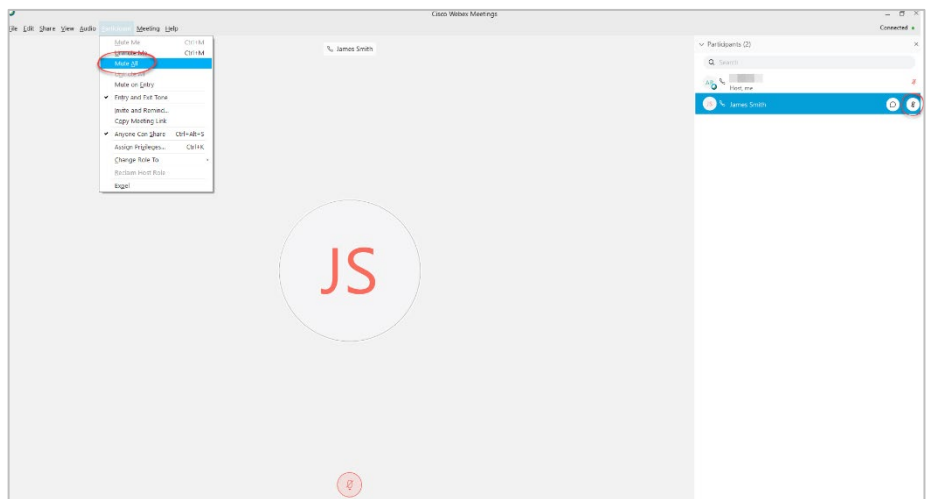 Cisco Webex Meetings
File Edit Share View Audio Participant Meeting Help
Connected
Mute Me Ctrl+M
Unmute Me Ctrl+M
Mute All
Unmute All
Mute on Entry
Entry and Exit Tone
Invite and Remind...
Copy Meeting Link
Anyone Can Share Ctrl+Alt+S
Assign Privileges... Ctrl+K
Change Role To
Reclaim Host Role
Expel
James Smith
JS
Participants (2)
Search
AB
Host, me
JS James Smith